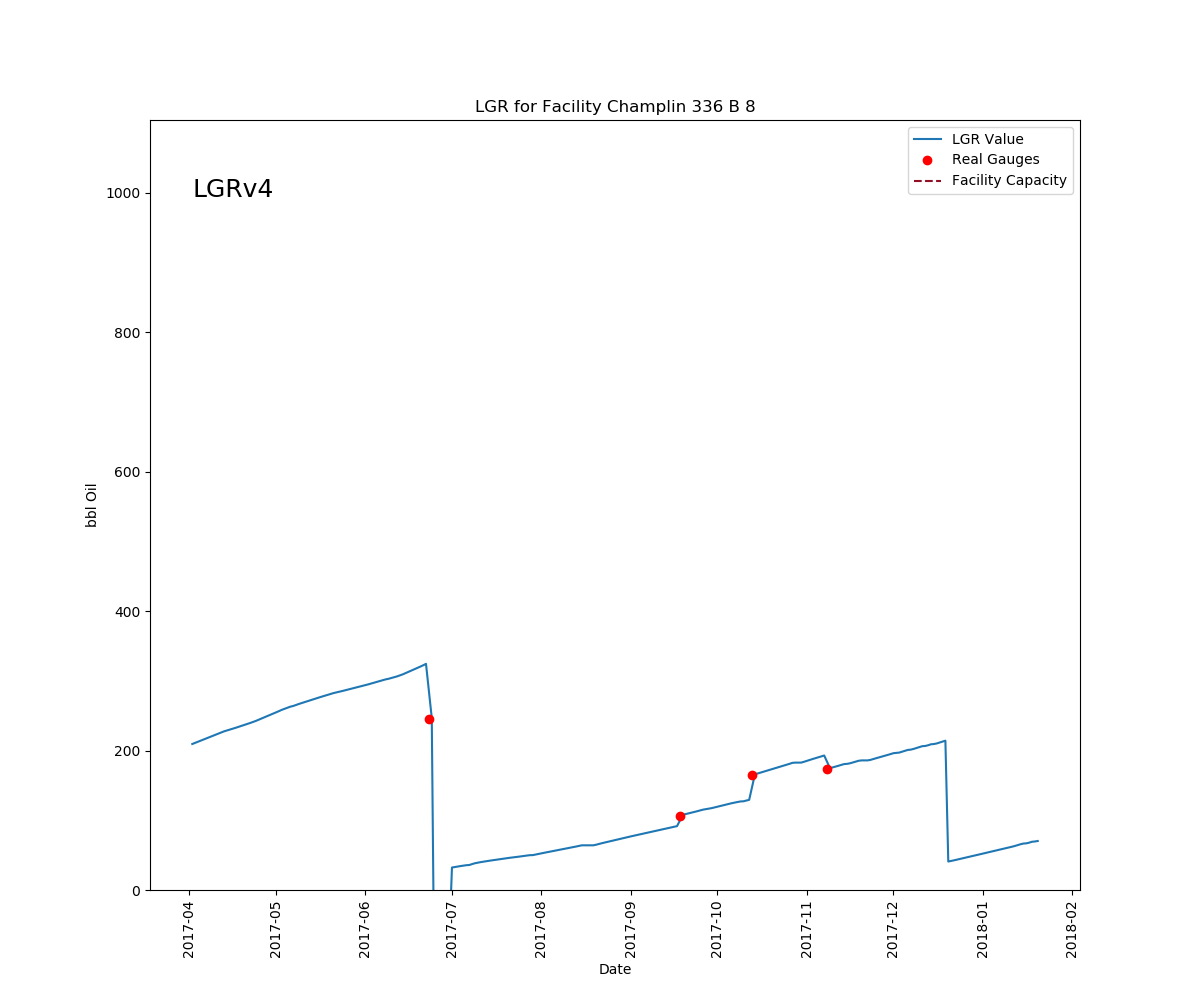 LGR for Facility Champlin 336 B 8
LGR Value
Real Gauges
Facility Capacity
LGRv4
1000
800
600
400
200
0
bbl Oil
2017-04
2017-05
2017-06
2017-07
2017-08
2017-09
2017-10
2017-11
2017-12
2018-01
2018-02
Date